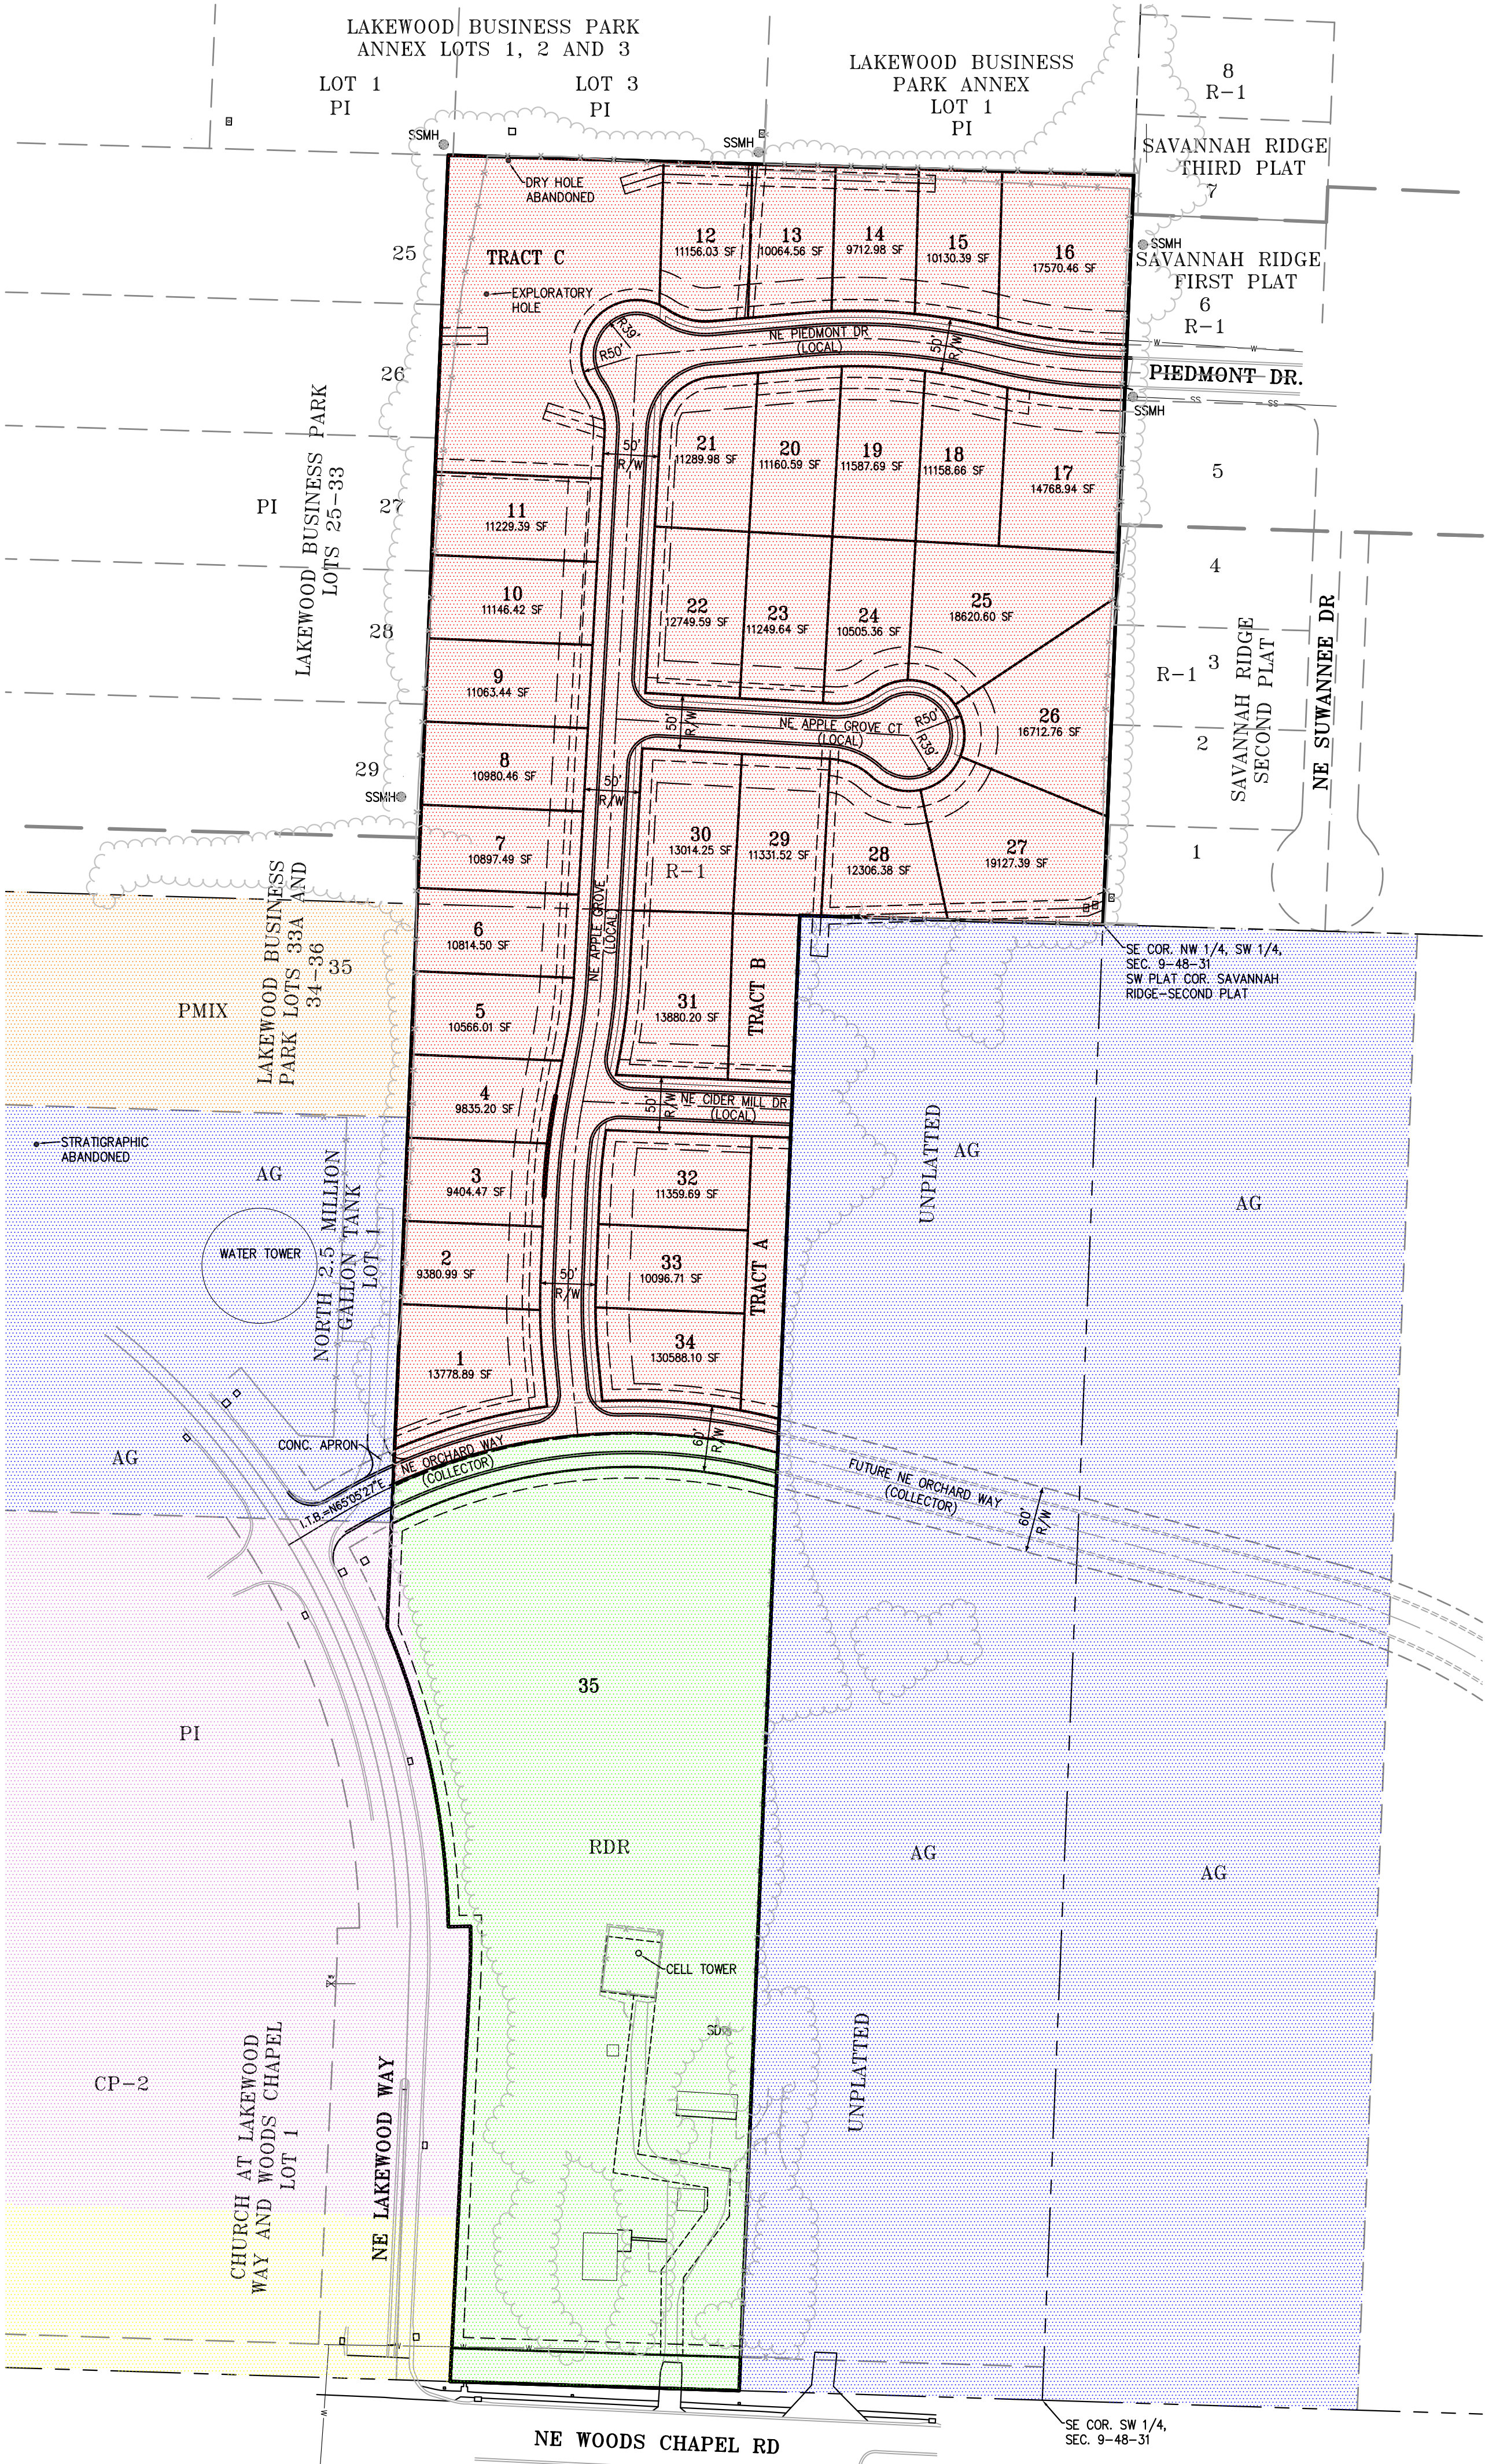 LAKEWOOD BUSINESS PARK
ANNEX LOTS 1, 2 AND 3
LOT 1
PI
LOT 3
PI
LAKEWOOD BUSINESS
PARK ANNEX
LOT 1
PI
8
R-1
SAVANNAH RIDGE
THIRD PLAT
7
SSMH
SSMH
DRY HOLE
ABANDONED
TRACT C
EXPLORATORY
HOLE
12
11156.03 SF
13
10064.56 SF
14
9712.98 SF
15
10130.39 SF
16
17570.46 SF
SSMH
SAVANNAH RIDGE
FIRST PLAT
6
R-1
25
26
R39'
R50'
NE PIEDMONT DR
(LOCAL)
50'
R/W
W
W
PIEDMONT DR.
SS
SS
SSMH
LAKEWOOD BUSINESS PARK
LOTS 25-33
PI
27
28
29
SSMH
50'
R/W
21
11289.98 SF
20
11160.59 SF
19
11587.69 SF
18
11158.66 SF
17
14768.94 SF
5
4
R-1
3
2
1
SAVANNAH RIDGE
SECOND PLAT
NE SUWANNEE DR
11
11229.39 SF
10
11146.42 SF
9
11063.44 SF
8
10980.46 SF
7
10897.49 SF
6
10814.50 SF
5
10566.01 SF
4
9835.20 SF
3
9404.47 SF
2
9380.99 SF
1
13778.89 SF
22
12749.59 SF
23
11249.64 SF
24
10505.36 SF
25
18620.60 SF
26
16712.76 SF
50'
R/W
NE APPLE GROVE CT
(LOCAL)
R50'
R39'
50'
R/W
30
13014.25 SF
R-1
29
11331.52 SF
28
12306.38 SF
27
19127.39 SF
NE APPLE GROVE
(LOCAL)
SE COR. NW 1/4, SW 1/4,
SEC. 9-48-31
SW PLAT COR. SAVANNAH
RIDGE-SECOND PLAT
LAKEWOOD BUSINESS
PARK LOTS 33A AND
34-36
35
PMIX
31
13880.20 SF
TRACT B
50'
R/W
NE CIDER MILL DR
(LOCAL)
STRATIGRAPHIC
ABANDONED
AG
NORTH 2.5 MILLION
GALLON TANK
LOT 1
WATER TOWER
32
11359.69 SF
33
10096.71 SF
34
130588.10 SF
TRACT A
50'
R/W
UNPLATTED
AG
AG
CONC. APRON
AG
I.T.B.=N65°05'27"E
NE ORCHARD WAY
(COLLECTOR)
60'
R/W
FUTURE NE ORCHARD WAY
(COLLECTOR)
60'
R/W
35
PI
RDR
AG
AG
CELL TOWER
UNPLATTED
CP-2
CHURCH AT LAKEWOOD
WAY AND WOODS CHAPEL
LOT 1
NE LAKEWOOD WAY
W
W
W
W
NE WOODS CHAPEL RD
SE COR. SW 1/4,
SEC. 9-48-31